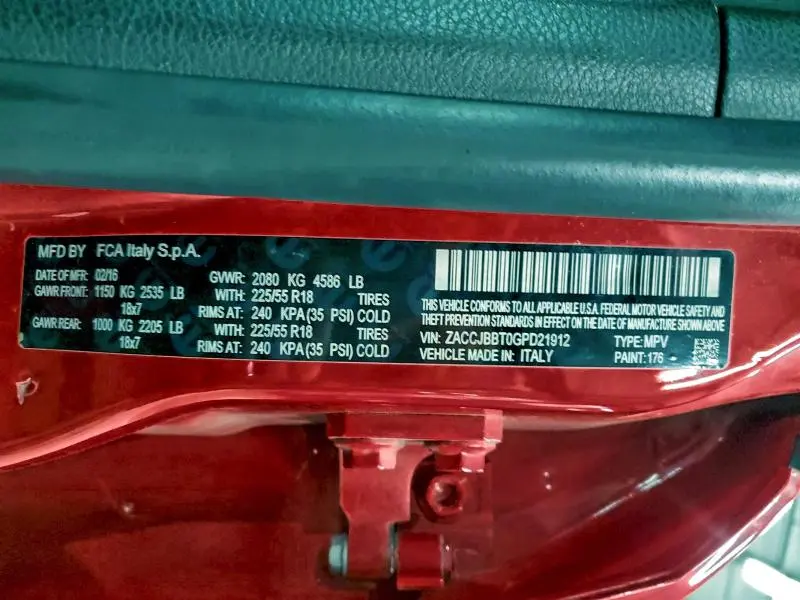 MFD BY FCA Italy S.p.A.
DATE OF MFR: 02/16 GVWR: 2080 KG 4586 LB
GAWR FRONT: 1150 KG 2535 LB WITH: 225/55 R18 TIRES
18x7 RIMS AT: 240 KPA (35 PSI) COLD
GAWR REAR: 1000 KG 2205 LB WITH: 225/55 R18 TIRES
18x7 RIMS AT: 240 KPA (35 PSI) COLD
THIS VEHICLE CONFORMS TO ALL APPLICABLE U.S.A. FEDERAL MOTOR VEHICLE SAFETY AND
THEFT PREVENTION STANDARDS IN EFFECT ON THE DATE OF MANUFACTURE SHOWN ABOVE
VIN: ZACCJBBT0GPD21912 TYPE: MPV
VEHICLE MADE IN: ITALY PAINT: 176